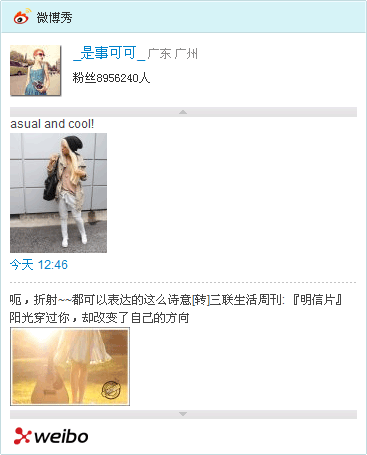 微博秀
_是事可可_ 广东 广州
粉丝8956240人
asual and cool!
今天 12:46
呃，折射~~都可以表达的这么诗意[转]三联生活周刊: 『明信片』
阳光穿过你，却改变了自己的方向
weibo